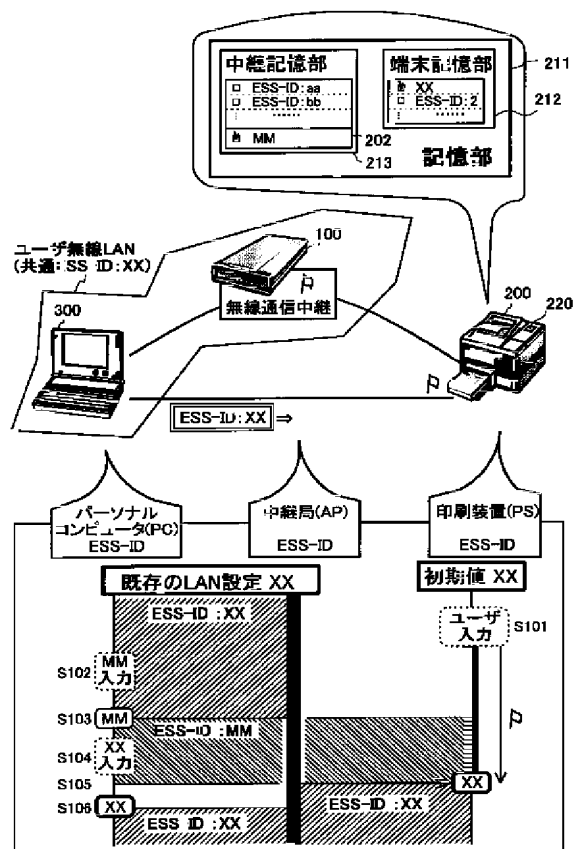 中継記憶部
ESS-ID:aa
ESS-ID:bb
MM
端末記憶部
XX
ESS-ID:2
記憶部
211
212
202
213
ユーザ無線LAN
(共通:SS ID:XX)
100
無線通信中継
300
200
220
ESS-ID:XX ⇒
パーソナル
コンピュータ(PC)
ESS-ID
中継局(AP)
ESS-ID
印刷装置(PS)
ESS-ID
既存のLAN設定 XX
初期値 XX
ESS-ID :XX
ユーザ
入力
S101
S102
MM
入力
S103
MM
ESS-ID:MM
S104
XX
入力
S105
XX
S106
XX
ESS-ID :XX
ESS ID :XX